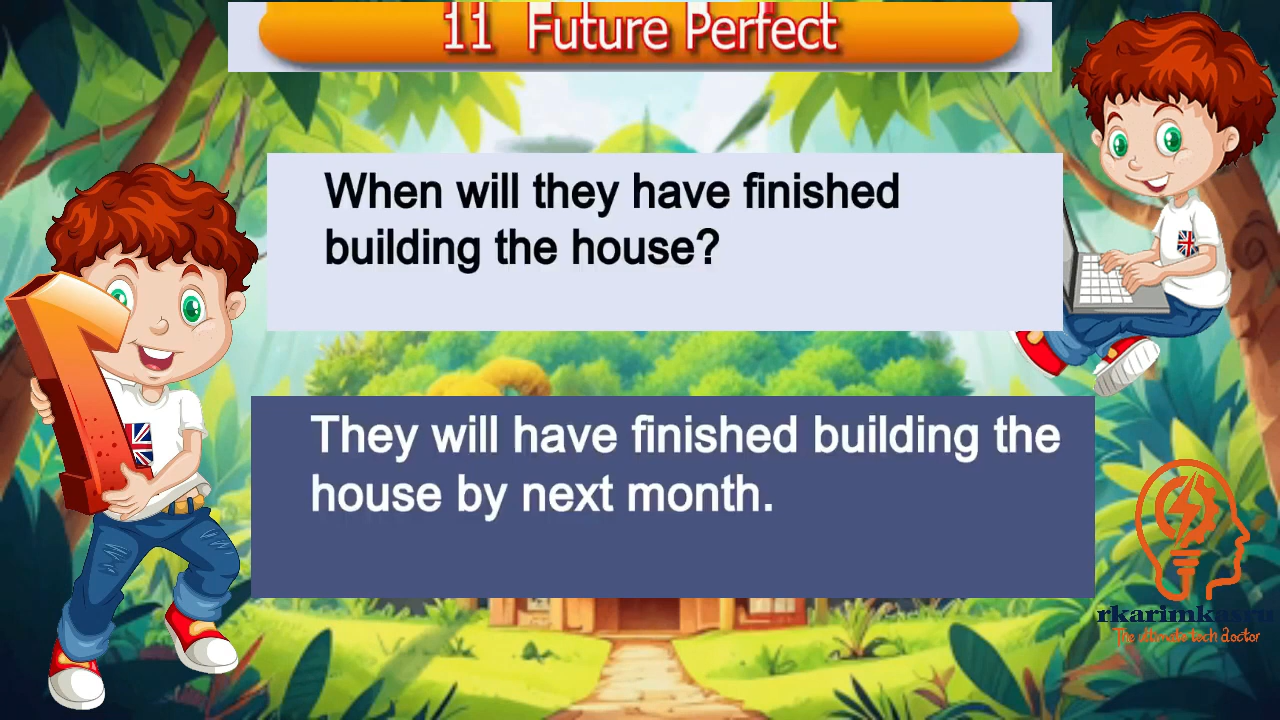 11 Future Perfect
When will they have finished
building the house?
They will have finished building the
house by next month.
The ultimate tech doctor